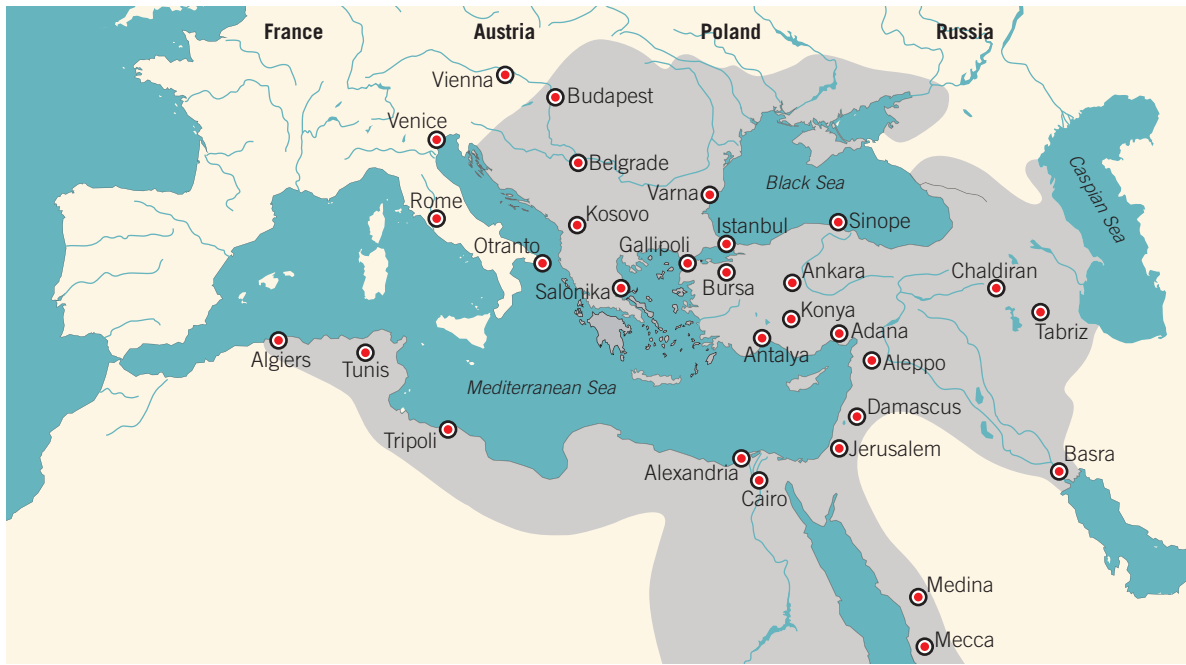 France
Austria
Poland
Russia
Vienna
Budapest
Venice
Belgrade
Caspian Sea
Black Sea
Varna
Rome
Kosovo
Istanbul
Sinope
Otranto
Gallipoli
Ankara
Chaldiran
Salonika
Bursa
Konya
Tabriz
Adana
Algiers
Tunis
Antalya
Aleppo
Mediterranean Sea
Damascus
Tripoli
Jerusalem
Basra
Alexandria
Cairo
Medina
Mecca